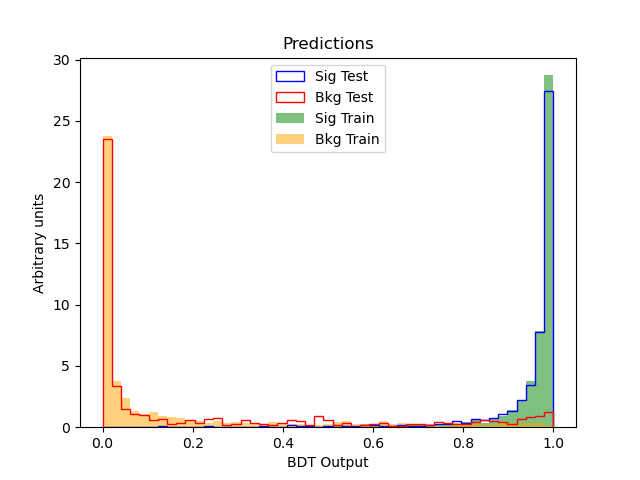 Predictions
Sig Test
Bkg Test
Sig Train
Bkg Train
30
25
20
15
10
5
0
Arbitrary units
0.0 0.2 0.4 0.6 0.8 1.0
BDT Output